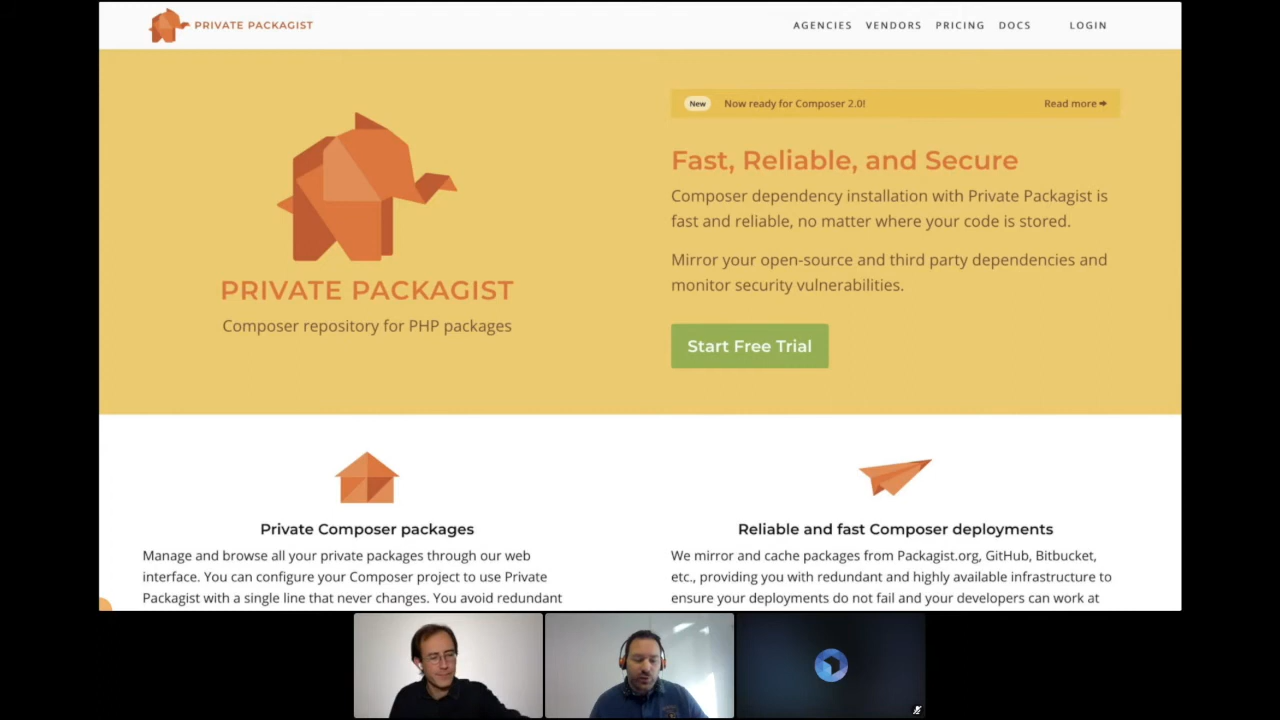 PRIVATE PACKAGIST
AGENCIES
VENDORS
PRICING
DOCS
LOGIN
PRIVATE PACKAGIST
Composer repository for PHP packages
New Now ready for Composer 2.0! Read more
Fast, Reliable, and Secure
Composer dependency installation with Private Packagist is
fast and reliable, no matter where your code is stored.
Mirror your open-source and third party dependencies and
monitor security vulnerabilities.
Start Free Trial
Private Composer packages
Manage and browse all your private packages through our web
interface. You can configure your Composer project to use Private
Packagist with a single line that never changes. You avoid redundant
Reliable and fast Composer deployments
We mirror and cache packages from Packagist.org, GitHub, Bitbucket,
etc., providing you with redundant and highly available infrastructure to
ensure your deployments do not fail and your developers can work at